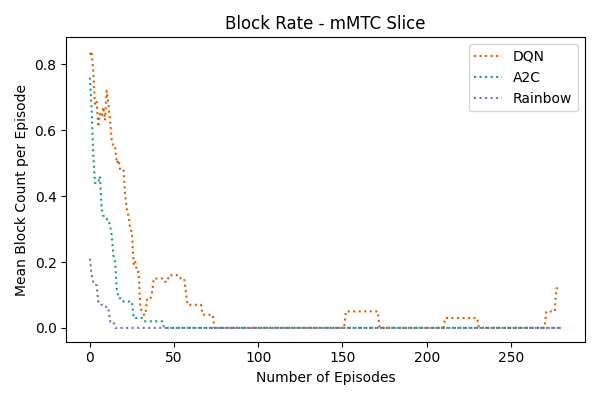 Block Rate - mMTC Slice
DQN
A2C
Rainbow
Mean Block Count per Episode
0.8
0.6
0.4
0.2
0.0
0 50 100 150 200 250
Number of Episodes